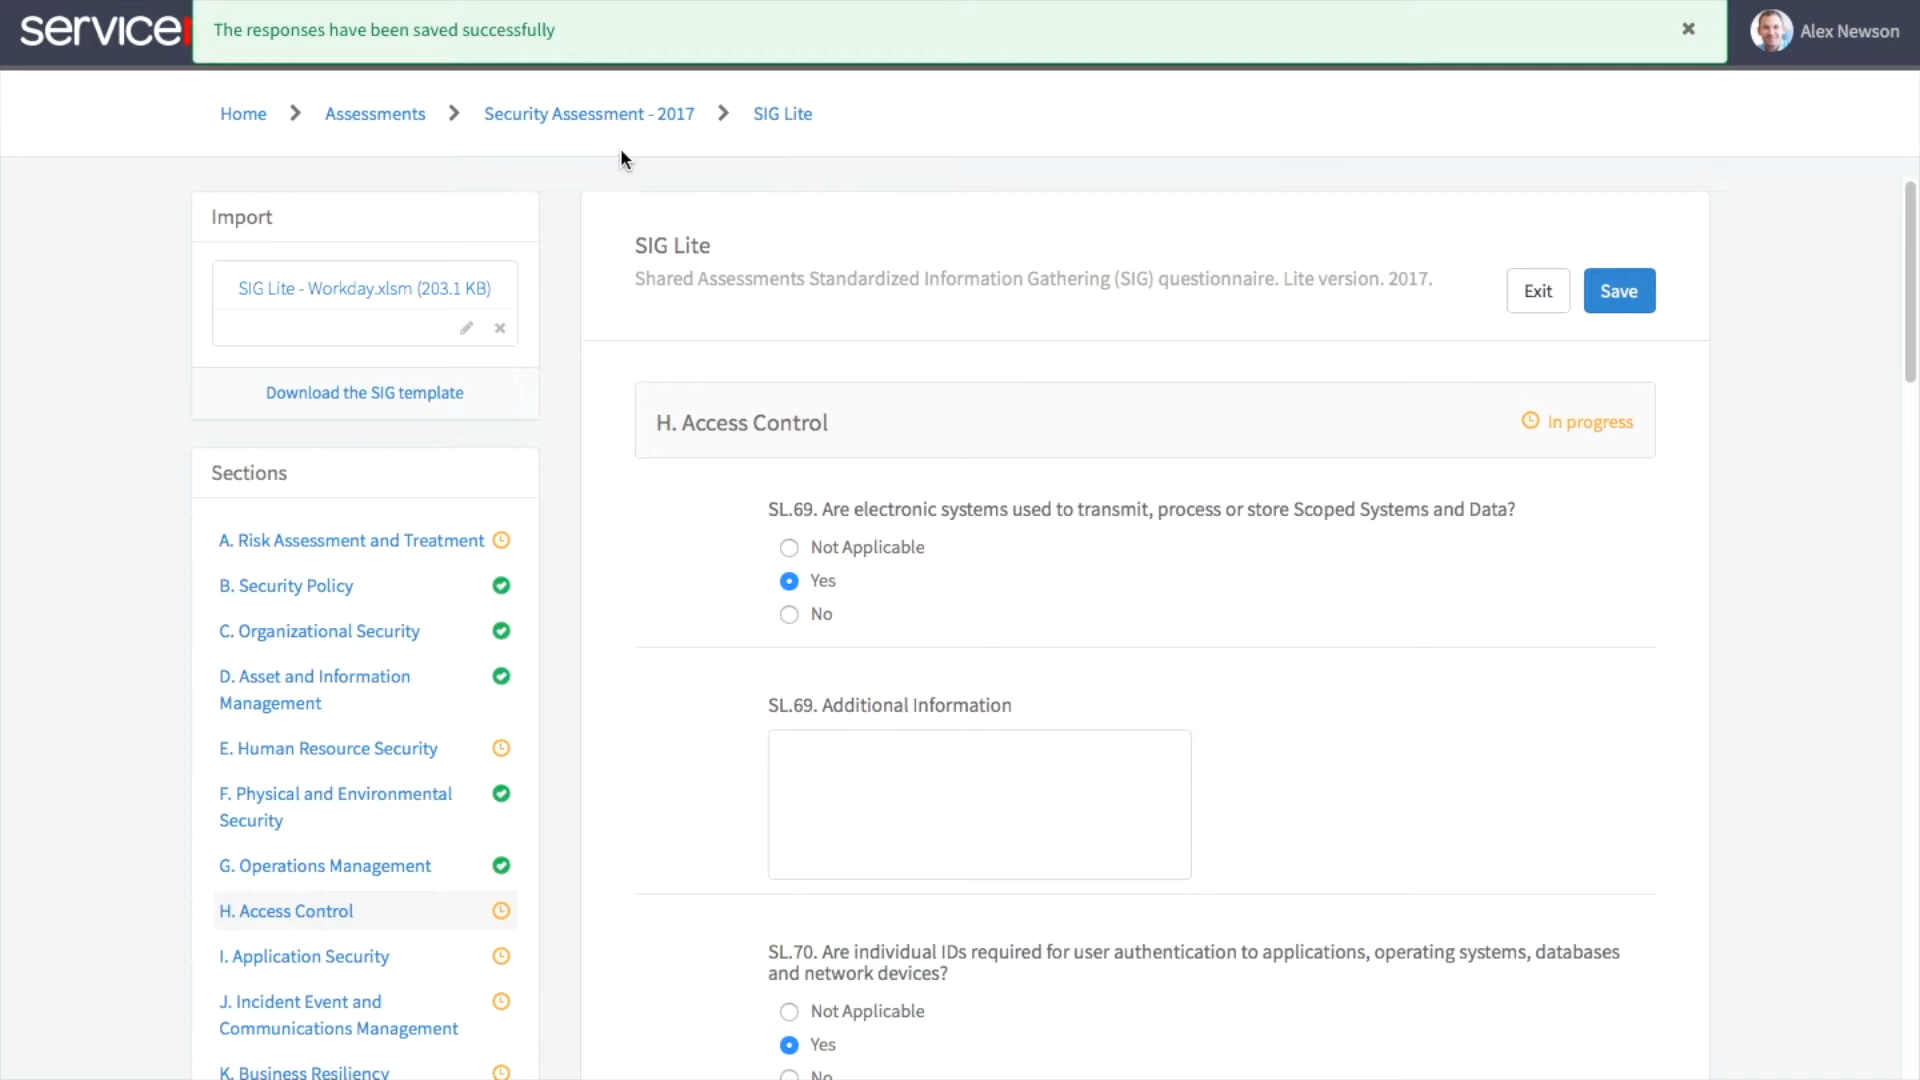 service
The responses have been saved successfully
Alex Newson
Home
Assessments
Security Assessment - 2017
SIG Lite
Import
SIG Lite - Workday.xlsm (203.1 KB)
Download the SIG template
Sections
A. Risk Assessment and Treatment
B. Security Policy
C. Organizational Security
D. Asset and Information
Management
E. Human Resource Security
F. Physical and Environmental
Security
G. Operations Management
H. Access Control
I. Application Security
J. Incident Event and
Communications Management
K. Business Resiliency
SIG Lite
Shared Assessments Standardized Information Gathering (SIG) questionnaire. Lite version. 2017.
Exit
Save
H. Access Control
In progress
SL.69. Are electronic systems used to transmit, process or store Scoped Systems and Data?
Not Applicable
Yes
No
SL.69. Additional Information
SL.70. Are individual IDs required for user authentication to applications, operating systems, databases
and network devices?
Not Applicable
Yes
No